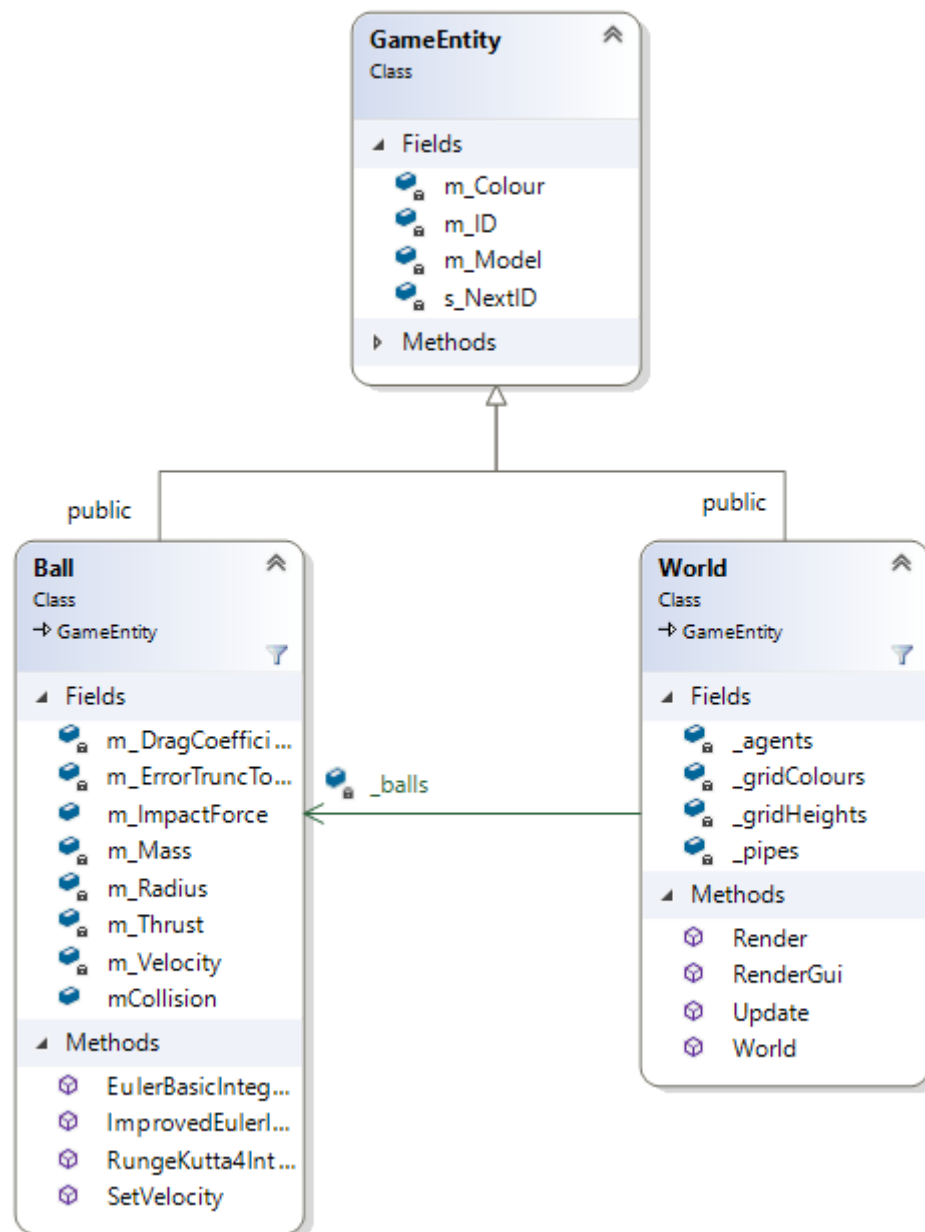 GameEntity
Class
Fields
m_Colour
m_ID
m_Model
s_NextID
Methods
public
public
Ball
Class
GameEntity
Fields
m_DragCoeffici...
m_ErrorTruncTo...
m_ImpactForce
m_Mass
m_Radius
m_Thrust
m_Velocity
mCollision
Methods
EulerBasicInteg...
ImprovedEulerI...
RungeKutta4Int...
SetVelocity
_balls
World
Class
GameEntity
Fields
_agents
_gridColours
_gridHeights
_pipes
Methods
Render
RenderGui
Update
World